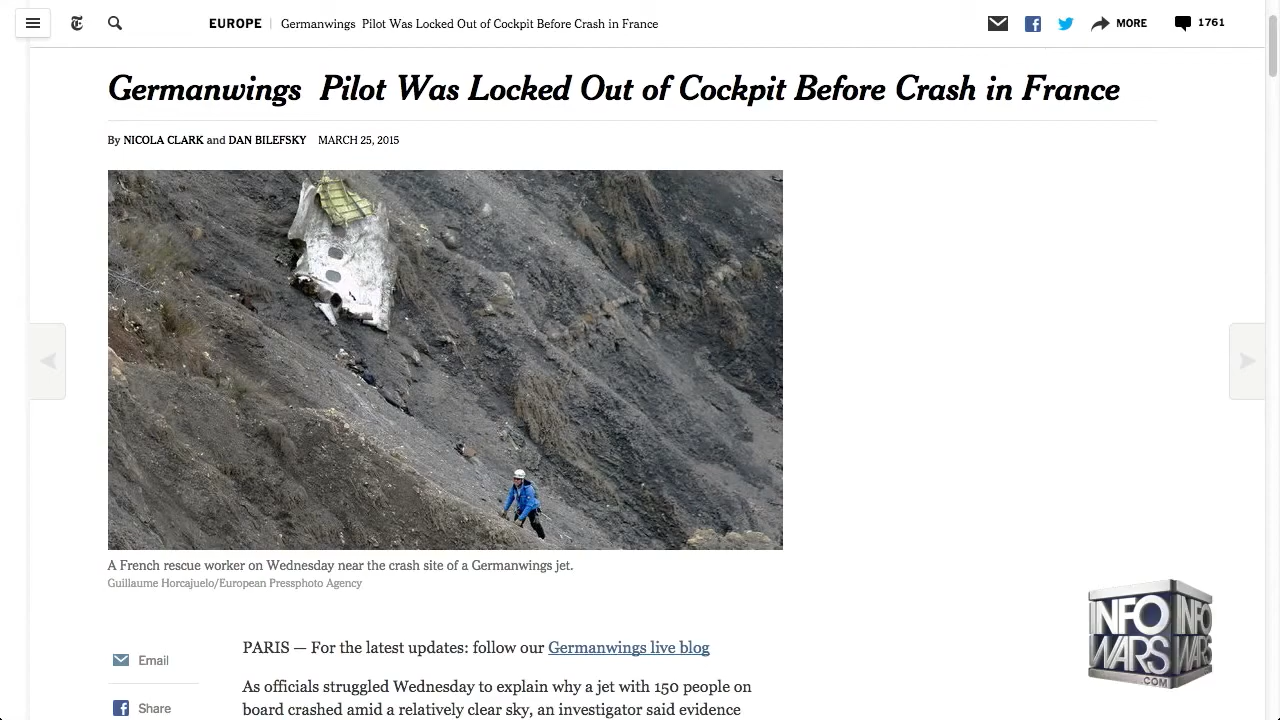 EUROPE | Germanwings Pilot Was Locked Out of Cockpit Before Crash in France MORE 1761
Germanwings Pilot Was Locked Out of Cockpit Before Crash in France
By NICOLA CLARK and DAN BILEFSKY MARCH 25, 2015
A French rescue worker on Wednesday near the crash site of a Germanwings jet.
Guillaume Horcajuelo/European Pressphoto Agency
INFO INFO
WARS WARS
.COM
PARIS — For the latest updates: follow our Germanwings live blog
Email
As officials struggled Wednesday to explain why a jet with 150 people on
Share
board crashed amid a relatively clear sky, an investigator said evidence